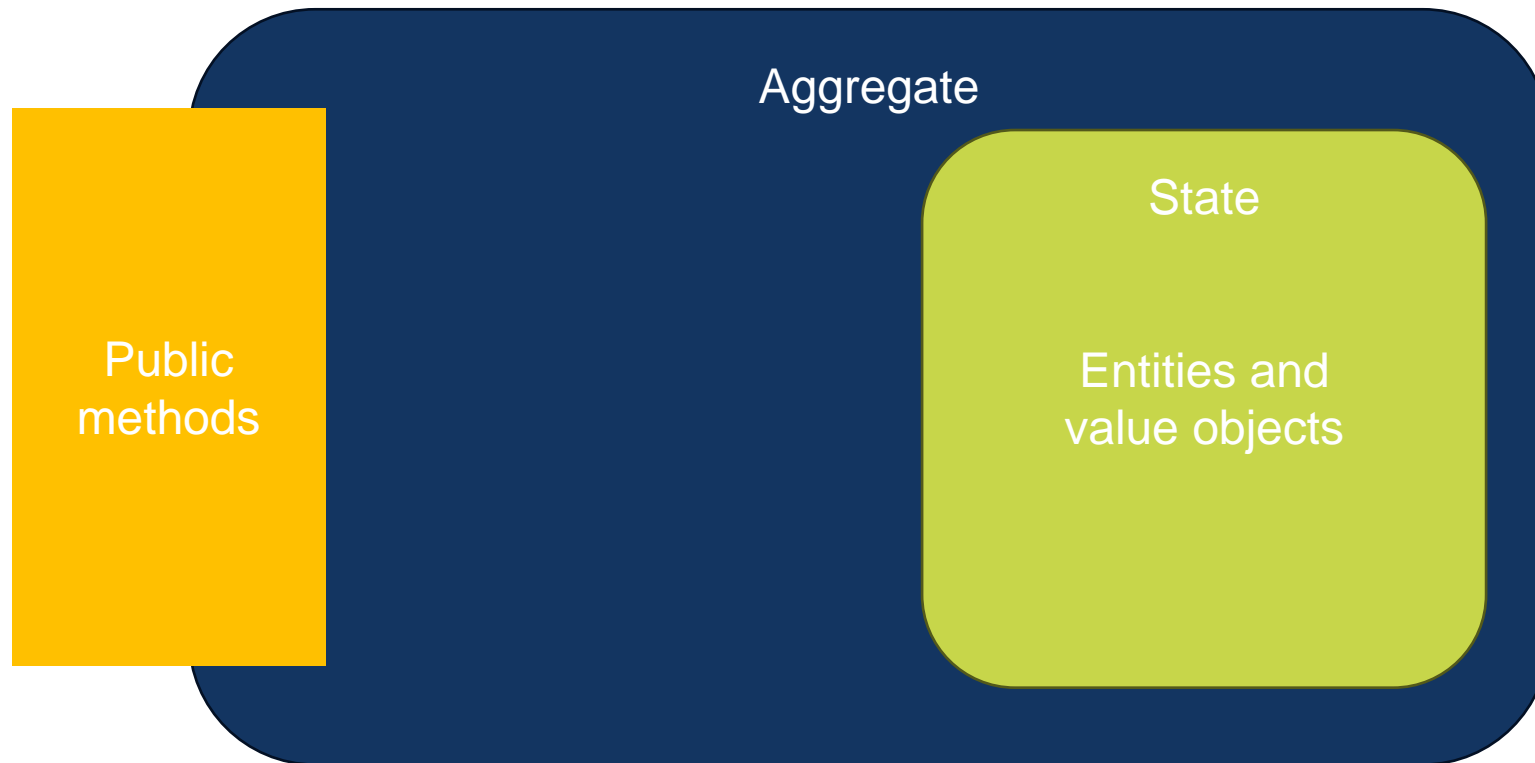 Aggregate
State
Public
methods
Entities and
value objects